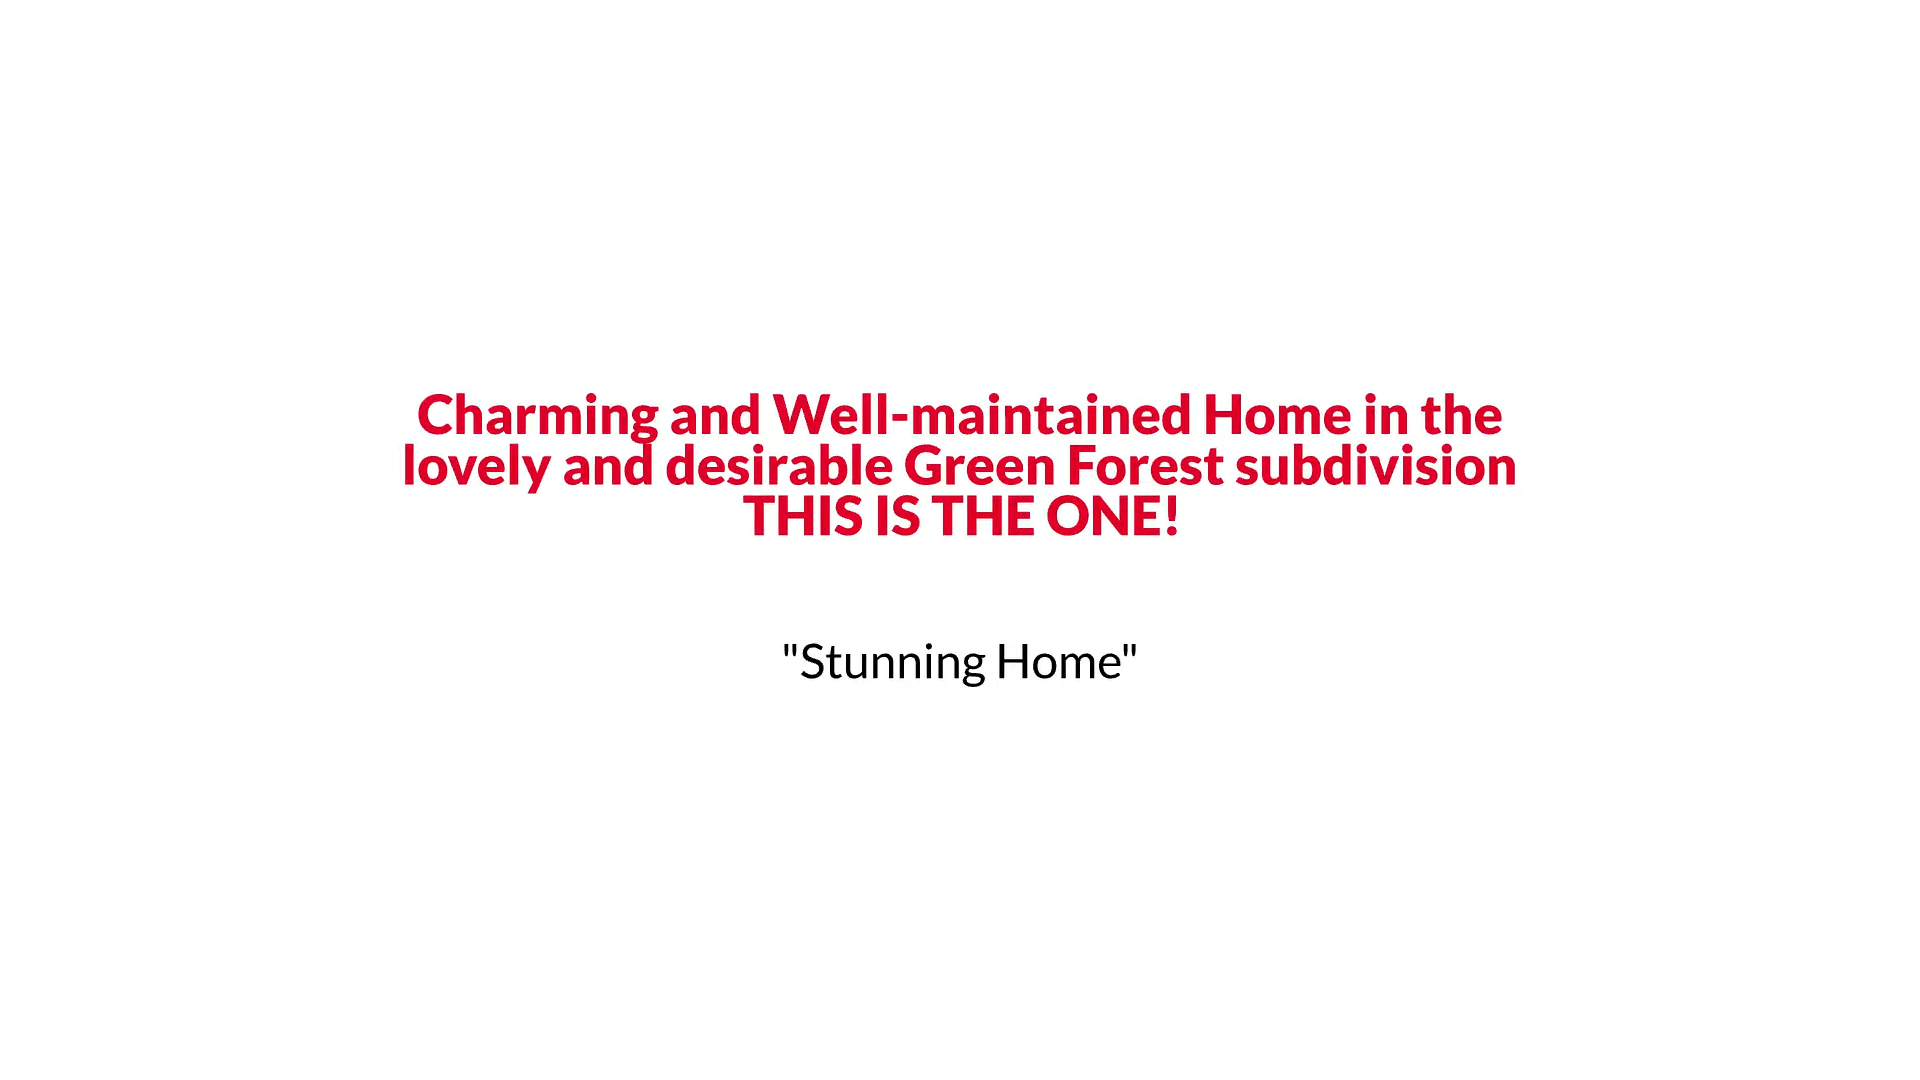 Charming and Well-maintained Home in the
lovely and desirable Green Forest subdivision
THIS IS THE ONE!
"Stunning Home"